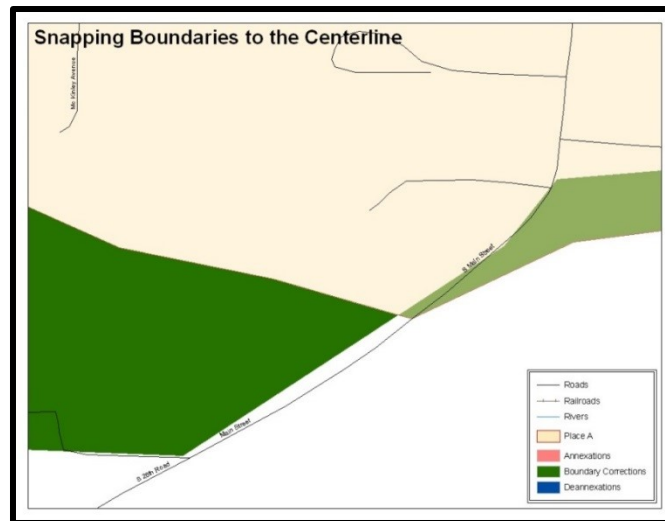 Snapping Boundaries to the Centerline
Mc Kinley Avenue
S Main Street
Main Street
S 28th Road
Roads
Railroads
Rivers
Place A
Annexations
Boundary Corrections
Deannexations